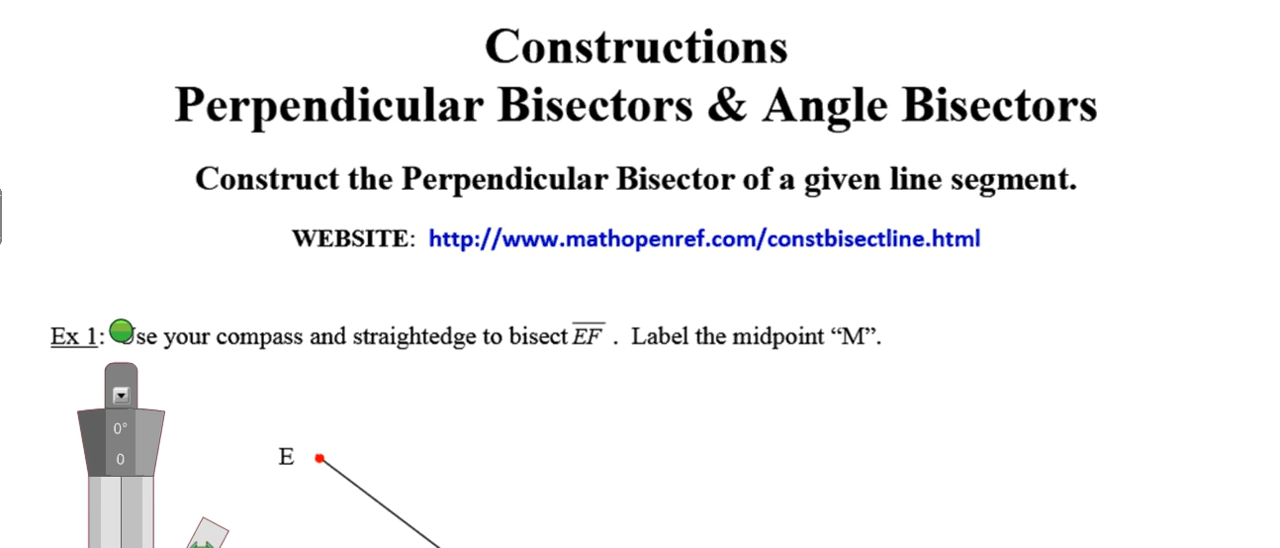 Constructions
Perpendicular Bisectors & Angle Bisectors
Construct the Perpendicular Bisector of a given line segment.
WEBSITE: http://www.mathopenref.com/constbisectline.html
Ex 1: Use your compass and straightedge to bisect EF . Label the midpoint “M”.
0°
0
E